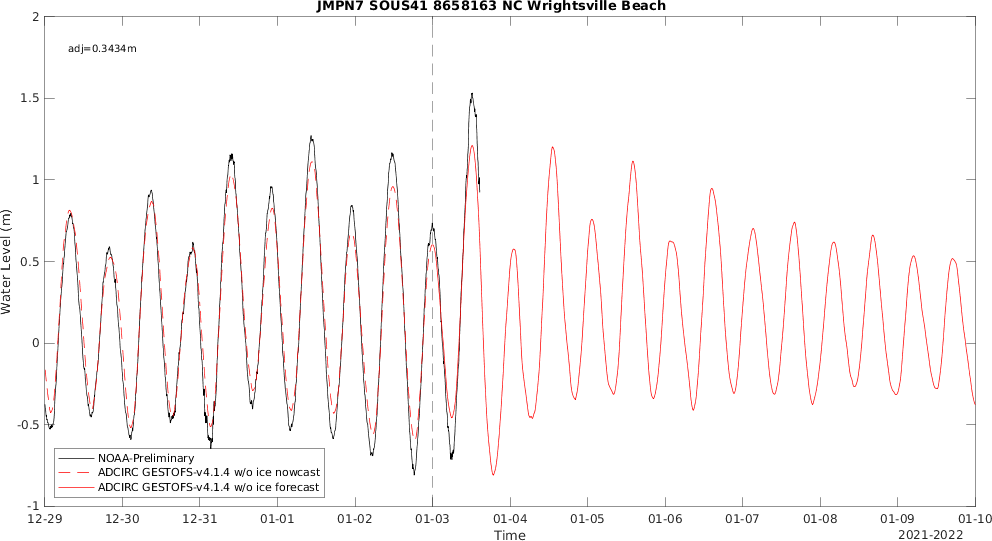 JMPN7 SOUS41 8658163 NC Wrightsville Beach
adj=0.3434m
Water Level (m)
2
1.5
1
0.5
0
-0.5
-1
NOAA-Preliminary
ADCIRC GESTOFS-v4.1.4 w/o ice nowcast
ADCIRC GESTOFS-v4.1.4 w/o ice forecast
12-29 12-30 12-31 01-01 01-02 01-03 01-04 01-05 01-06 01-07 01-08 01-09 01-10
Time
2021-2022